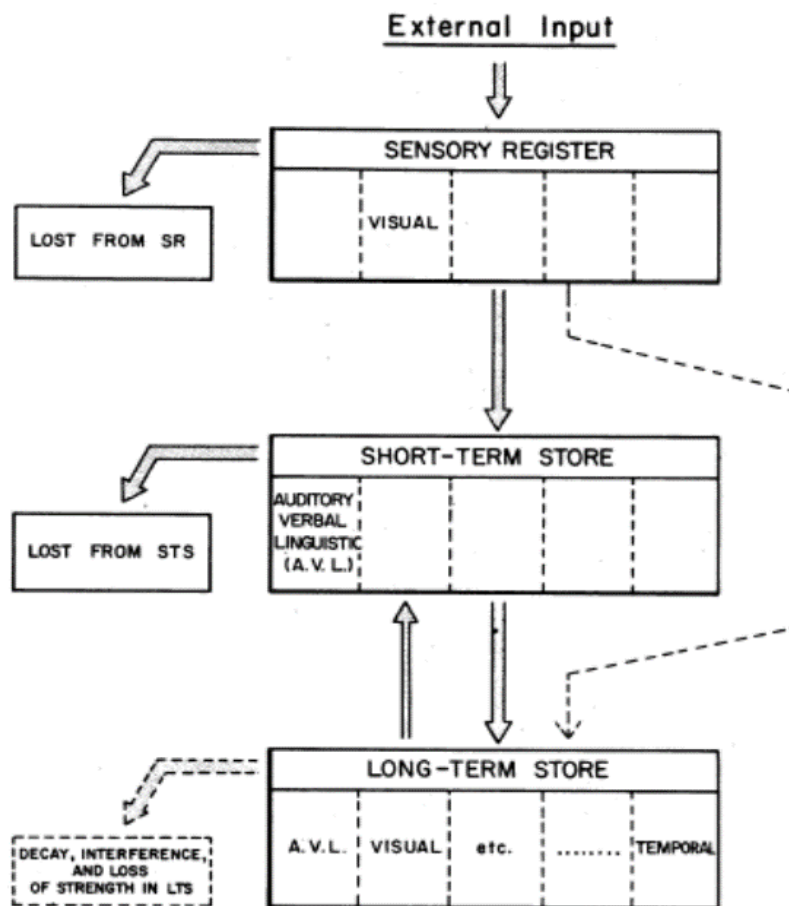 External Input
SENSORY REGISTER
VISUAL
LOST FROM SR
SHORT-TERM STORE
AUDITORY
VERBAL
LINGUISTIC
(A.V.L.)
LOST FROM STS
LONG-TERM STORE
A.V.L.
VISUAL
etc.
........
TEMPORAL
DECAY, INTERFERENCE,
AND LOSS
OF STRENGTH IN LTS